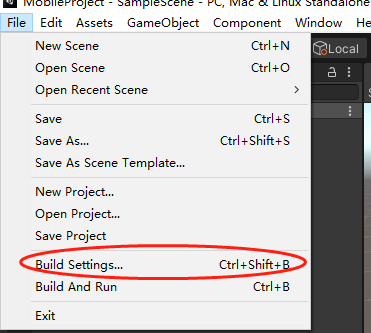 MobileProject - SampleScene - PC, Mac & Linux Standalone
File Edit Assets GameObject Component Window He
Local
New Scene Ctrl+N
Open Scene Ctrl+O
Open Recent Scene >
Save Ctrl+S
Save As... Ctrl+Shift+S
Save As Scene Template...
New Project...
Open Project...
Save Project
Build Settings... Ctrl+Shift+B
Build And Run Ctrl+B
Exit